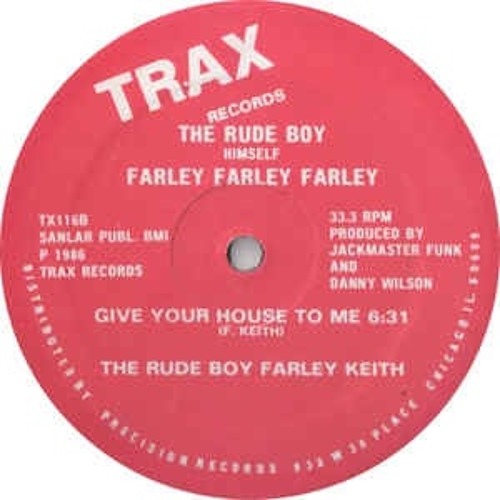 TRAX
RECORDS
THE RUDE BOY
HIMSELF
FARLEY FARLEY FARLEY
TX116B
SANLAR PUBL. BMI
P 1986
TRAX RECORDS
33.3 RPM
PRODUCED BY
JACKMASTER FUNK
AND
DANNY WILSON
GIVE YOUR HOUSE TO ME 6:31
(F. KEITH)
THE RUDE BOY FARLEY KEITH
DISTRIBUTED BY PRECISION RECORDS 932 W 38 PLACE CHICAGO IL 60609